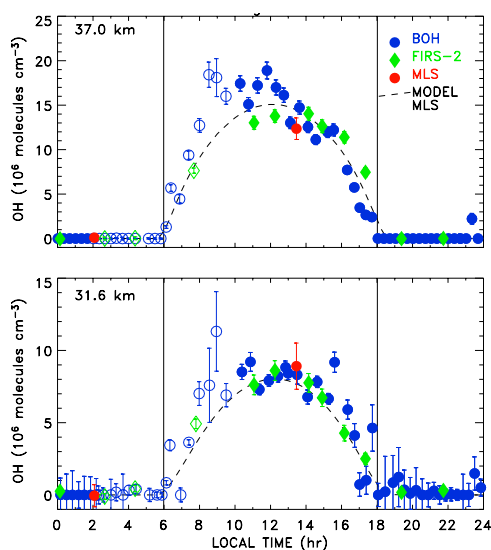 37.0 km
BOH
FIRS-2
MLS
MODEL
MLS
OH (10⁶ molecules cm⁻³)
25
20
15
10
5
0
31.6 km
OH (10⁶ molecules cm⁻³)
15
10
5
0
0 2 4 6 8 10 12 14 16 18 20 22 24
LOCAL TIME (hr)